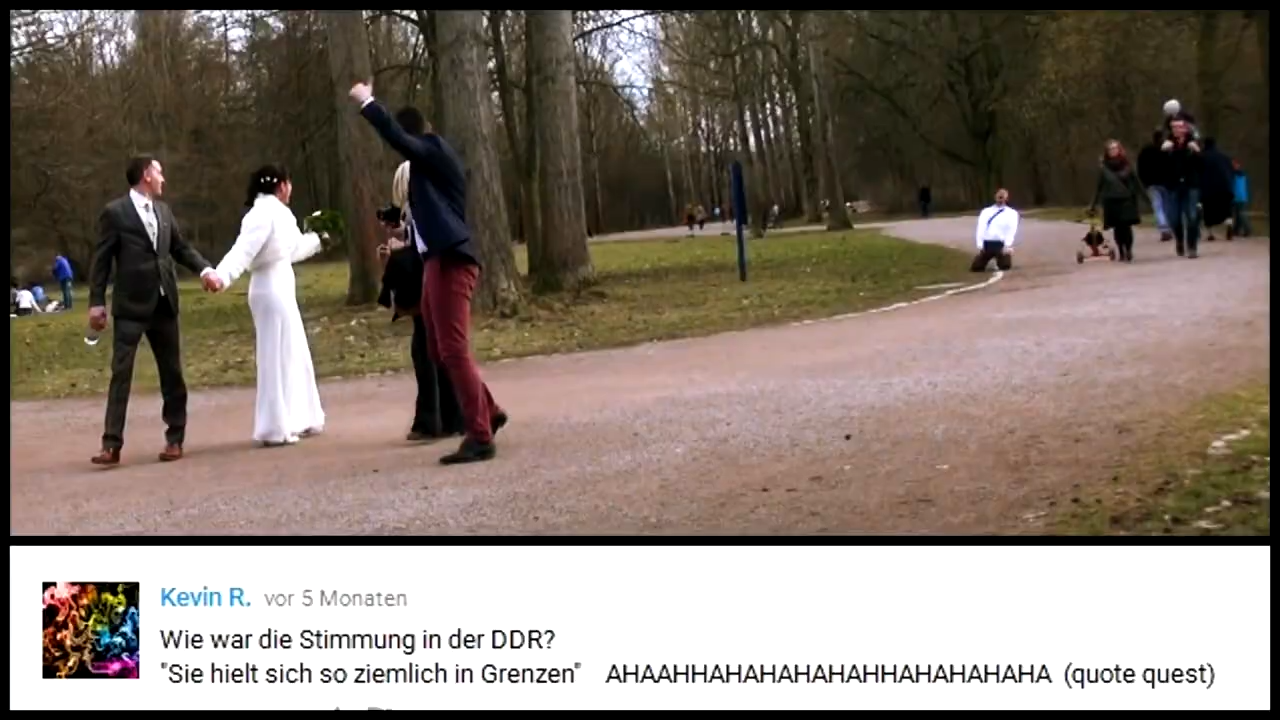 Kevin R. vor 5 Monaten
Wie war die Stimmung in der DDR?
"Sie hielt sich so ziemlich in Grenzen" AHAAHHAHAHAHAHAHHAHAHAHAHA (quote quest)